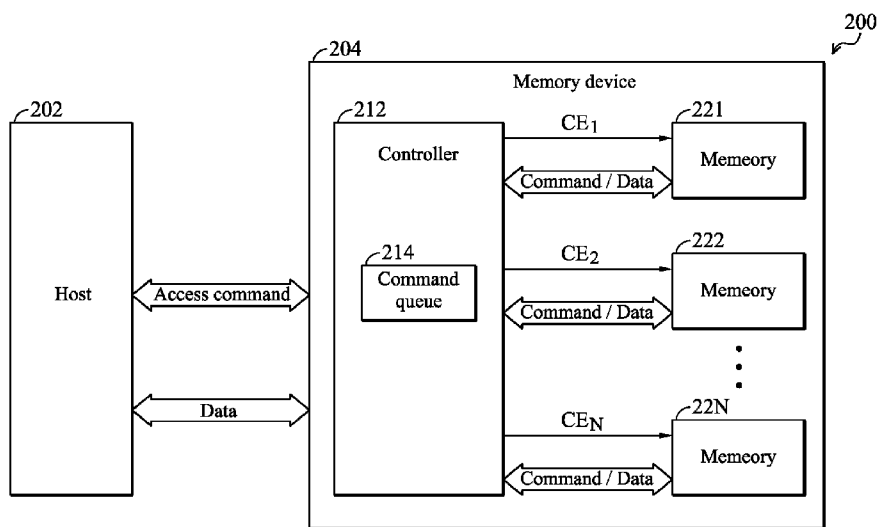 200
204
Memory device
202
Host
Access command
Data
212
Controller
214
Command
queue
CE1
Command / Data
221
Memeory
CE2
Command / Data
222
Memeory
CEN
Command / Data
22N
Memeory